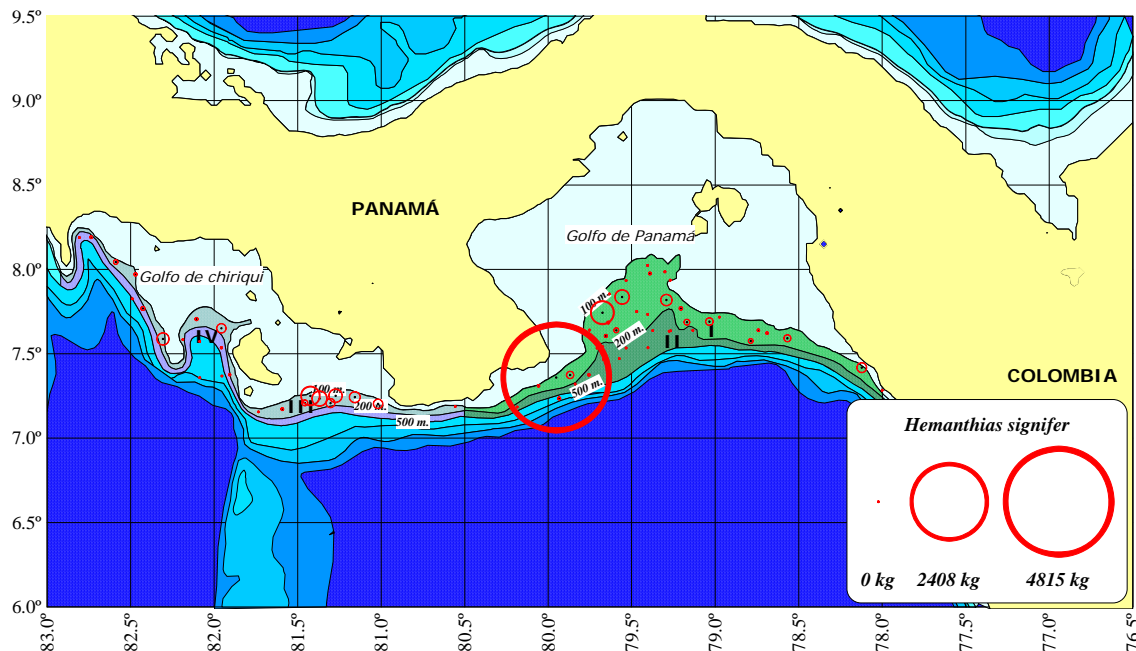 9.5º
9.0º
8.5º
8.0º
7.5º
7.0º
6.5º
6.0º
PANAMÁ
Golfo de Panamá
Golfo de chiriqui
100 m.
200 m.
I
II
IV
500 m.
COLOMBIA
100 m.
III
200 m.
500 m.
Hemanthias signifer
0 kg
2408 kg
4815 kg
83.0º
82.5º
82.0º
81.5º
81.0º
80.5º
80.0º
79.5º
79.0º
78.5º
78.0º
77.5º
77.0º
76.5º